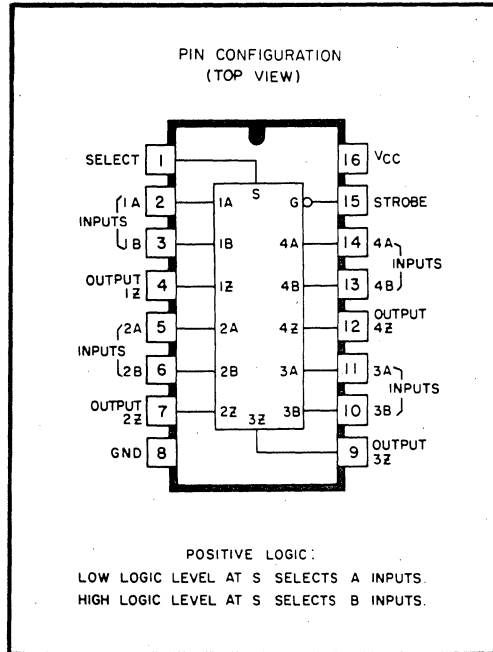 PIN CONFIGURATION
(TOP VIEW)
SELECT 1 S 16 VCC
1A 2 1A G 15 STROBE
INPUTS
1B 3 1B 4A 14 4A
INPUTS
OUTPUT 1Z 4 1Z 4B 13 4B
2A 5 2A 4Z 12 OUTPUT 4Z
INPUTS
2B 6 2B 3A 11 3A
INPUTS
OUTPUT 2Z 7 2Z 3Z 3B 10 3B
GND 8 9 OUTPUT 3Z
POSITIVE LOGIC:
LOW LOGIC LEVEL AT S SELECTS A INPUTS.
HIGH LOGIC LEVEL AT S SELECTS B INPUTS.